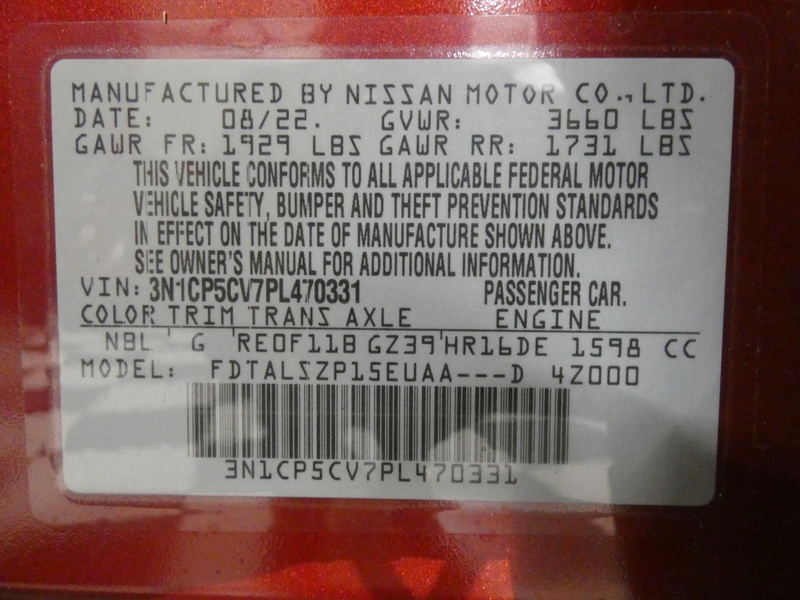 MANUFACTURED BY NISSAN MOTOR CO., LTD.
DATE: 08/22. GVWR: 3660 LBS
GAWR FR: 1929 LBS GAWR RR: 1731 LBS
THIS VEHICLE CONFORMS TO ALL APPLICABLE FEDERAL MOTOR
VEHICLE SAFETY, BUMPER AND THEFT PREVENTION STANDARDS
IN EFFECT ON THE DATE OF MANUFACTURE SHOWN ABOVE.
SEE OWNER'S MANUAL FOR ADDITIONAL INFORMATION.
VIN: 3N1CP5CV7PL470331 PASSENGER CAR.
COLOR TRIM TRANS AXLE ENGINE
NBL G RE0F11B GZ39 HR16DE 1598 CC
MODEL: FDTALSZP15EUAA---D 4Z000
3N1CP5CV7PL470331